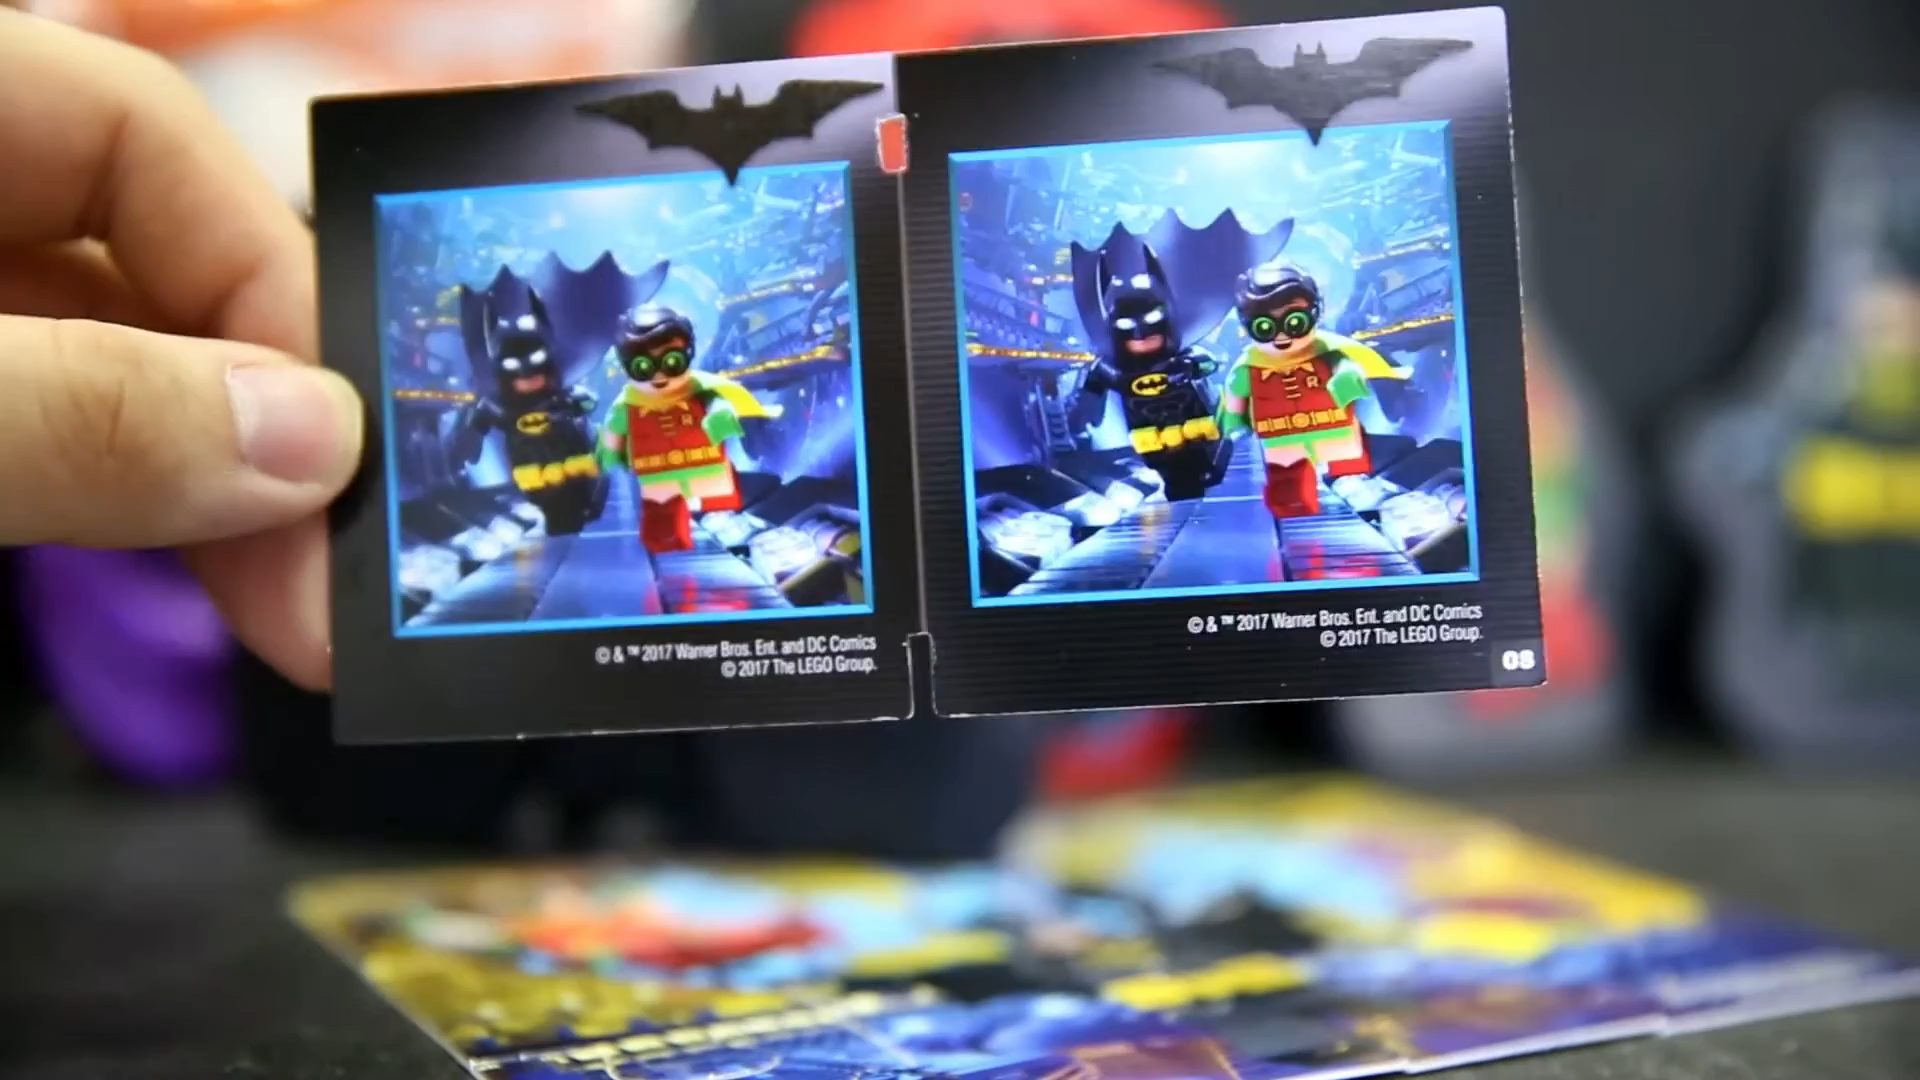 © & ™ 2017 Warner Bros. Ent. and DC Comics
© 2017 The LEGO Group.
R
© & ™ 2017 Warner Bros. Ent. and DC Comics
© 2017 The LEGO Group.
R
08